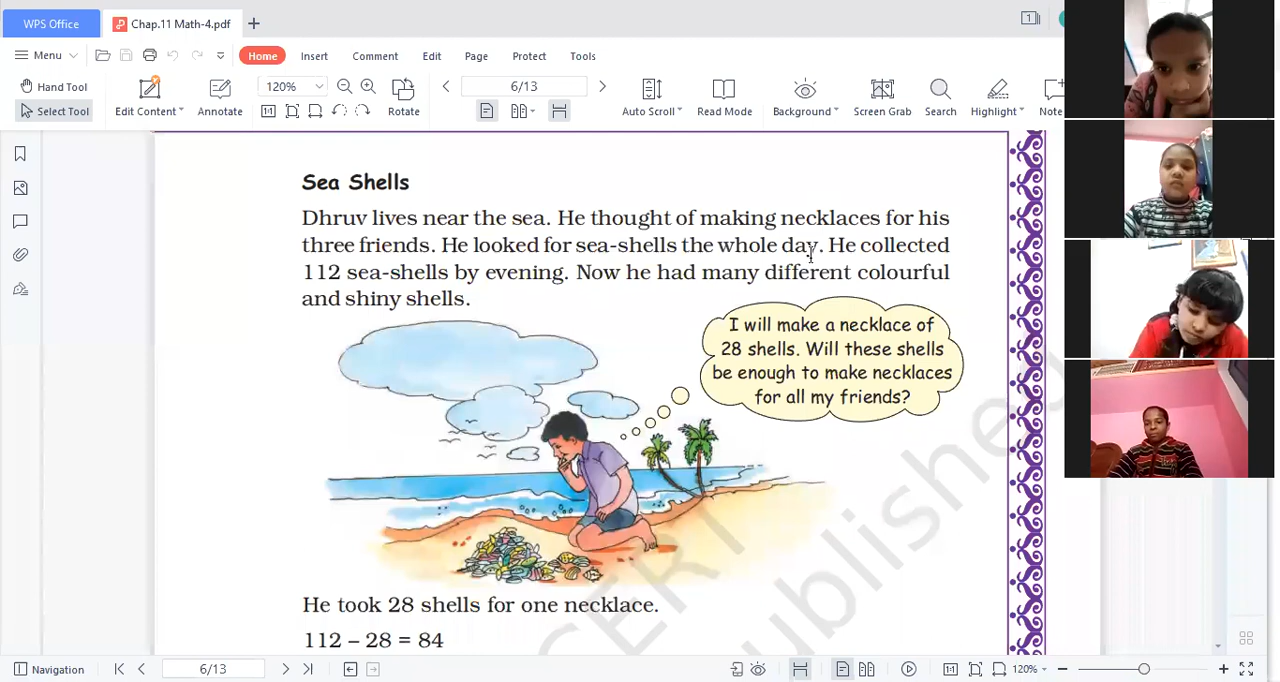 WPS Office
Chap.11 Math-4.pdf
Menu
Home Insert Comment Edit Page Protect Tools
Hand Tool
Select Tool
Edit Content
Annotate
120%
Rotate
6/13
Auto Scroll
Read Mode
Background
Screen Grab
Search
Highlight
Note
Sea Shells
Dhruv lives near the sea. He thought of making necklaces for his
three friends. He looked for sea-shells the whole day. He collected
112 sea-shells by evening. Now he had many different colourful
and shiny shells.
I will make a necklace of
28 shells. Will these shells
be enough to make necklaces
for all my friends?
He took 28 shells for one necklace.
112 – 28 = 84
Navigation
6/13
120%